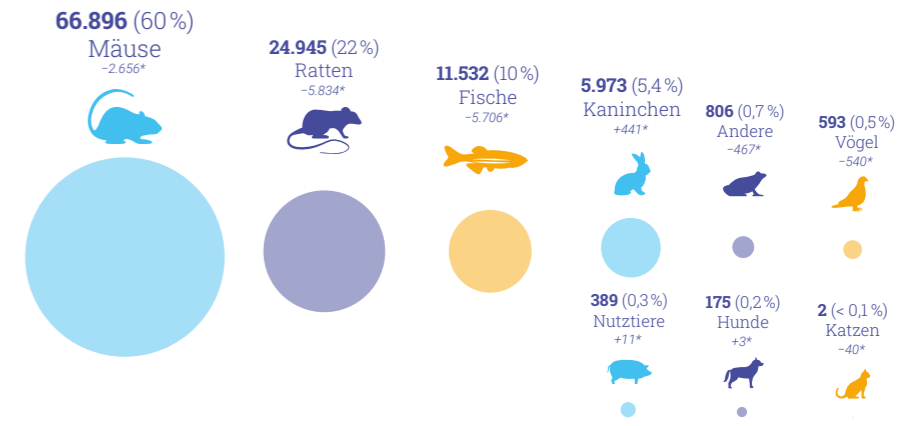 66.896 (60 %)
Mäuse
−2.656*
24.945 (22 %)
Ratten
−5.834*
11.532 (10 %)
Fische
−5.706*
5.973 (5,4 %)
Kaninchen
+441*
806 (0,7 %)
Andere
−467*
593 (0,5 %)
Vögel
−540*
389 (0,3 %)
Nutztiere
+11*
175 (0,2 %)
Hunde
+3*
2 (< 0,1 %)
Katzen
−40*